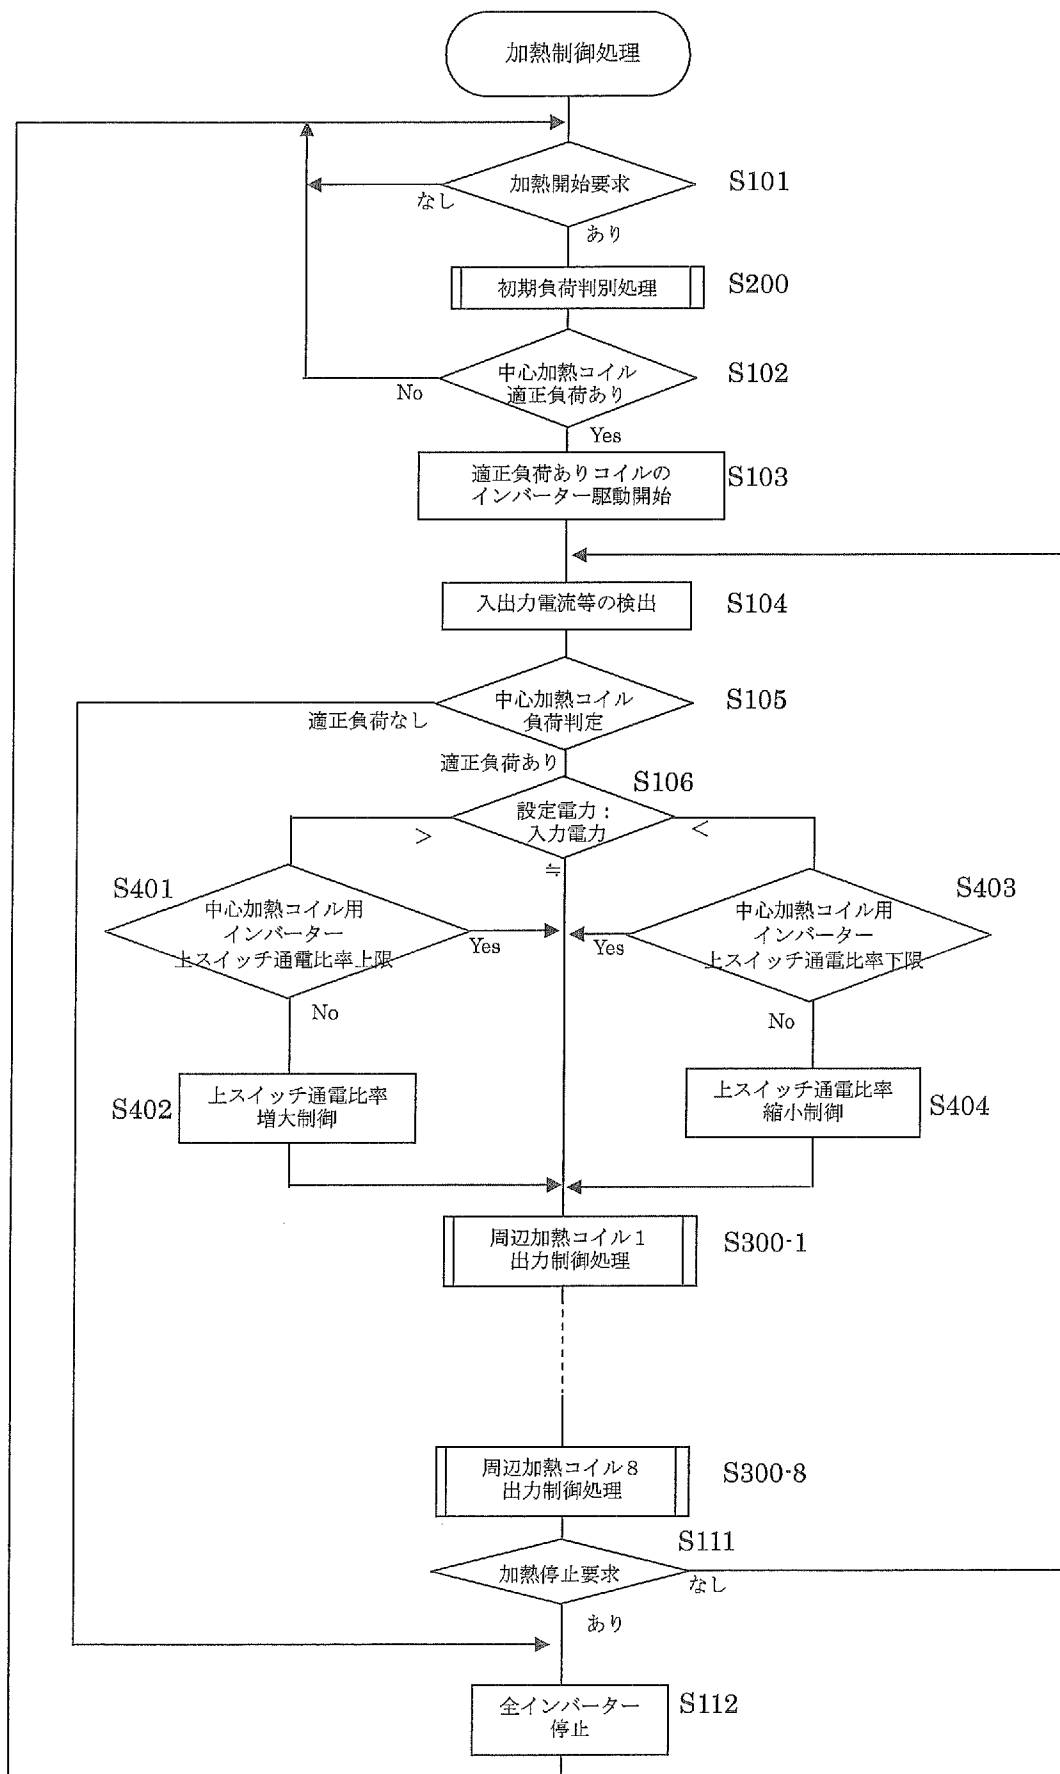 加熱制御処理
加熱開始要求
S101
なし
あり
初期負荷判別処理
S200
中心加熱コイル
適正負荷あり
S102
No
Yes
適正負荷ありコイルの
インバーター駆動開始
S103
入出力電流等の検出
S104
中心加熱コイル
負荷判定
S105
適正負荷なし
適正負荷あり
S106
設定電力：
入力電力
＞
＜
≒
S401
中心加熱コイル用
インバーター
上スイッチ通電比率上限
Yes
No
S403
中心加熱コイル用
インバーター
上スイッチ通電比率下限
Yes
No
S402
上スイッチ通電比率
増大制御
上スイッチ通電比率
縮小制御
S404
周辺加熱コイル１
出力制御処理
S300-1
周辺加熱コイル８
出力制御処理
S300-8
S111
加熱停止要求
なし
あり
全インバーター
停止
S112